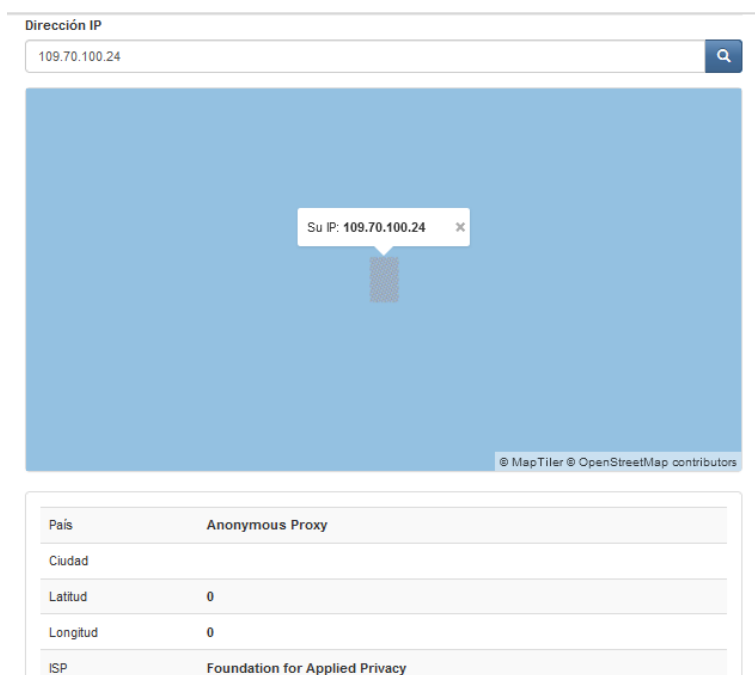 Dirección IP
109.70.100.24
Su IP: 109.70.100.24 ×
© MapTiler © OpenStreetMap contributors
País Anonymous Proxy
Ciudad
Latitud 0
Longitud 0
ISP Foundation for Applied Privacy